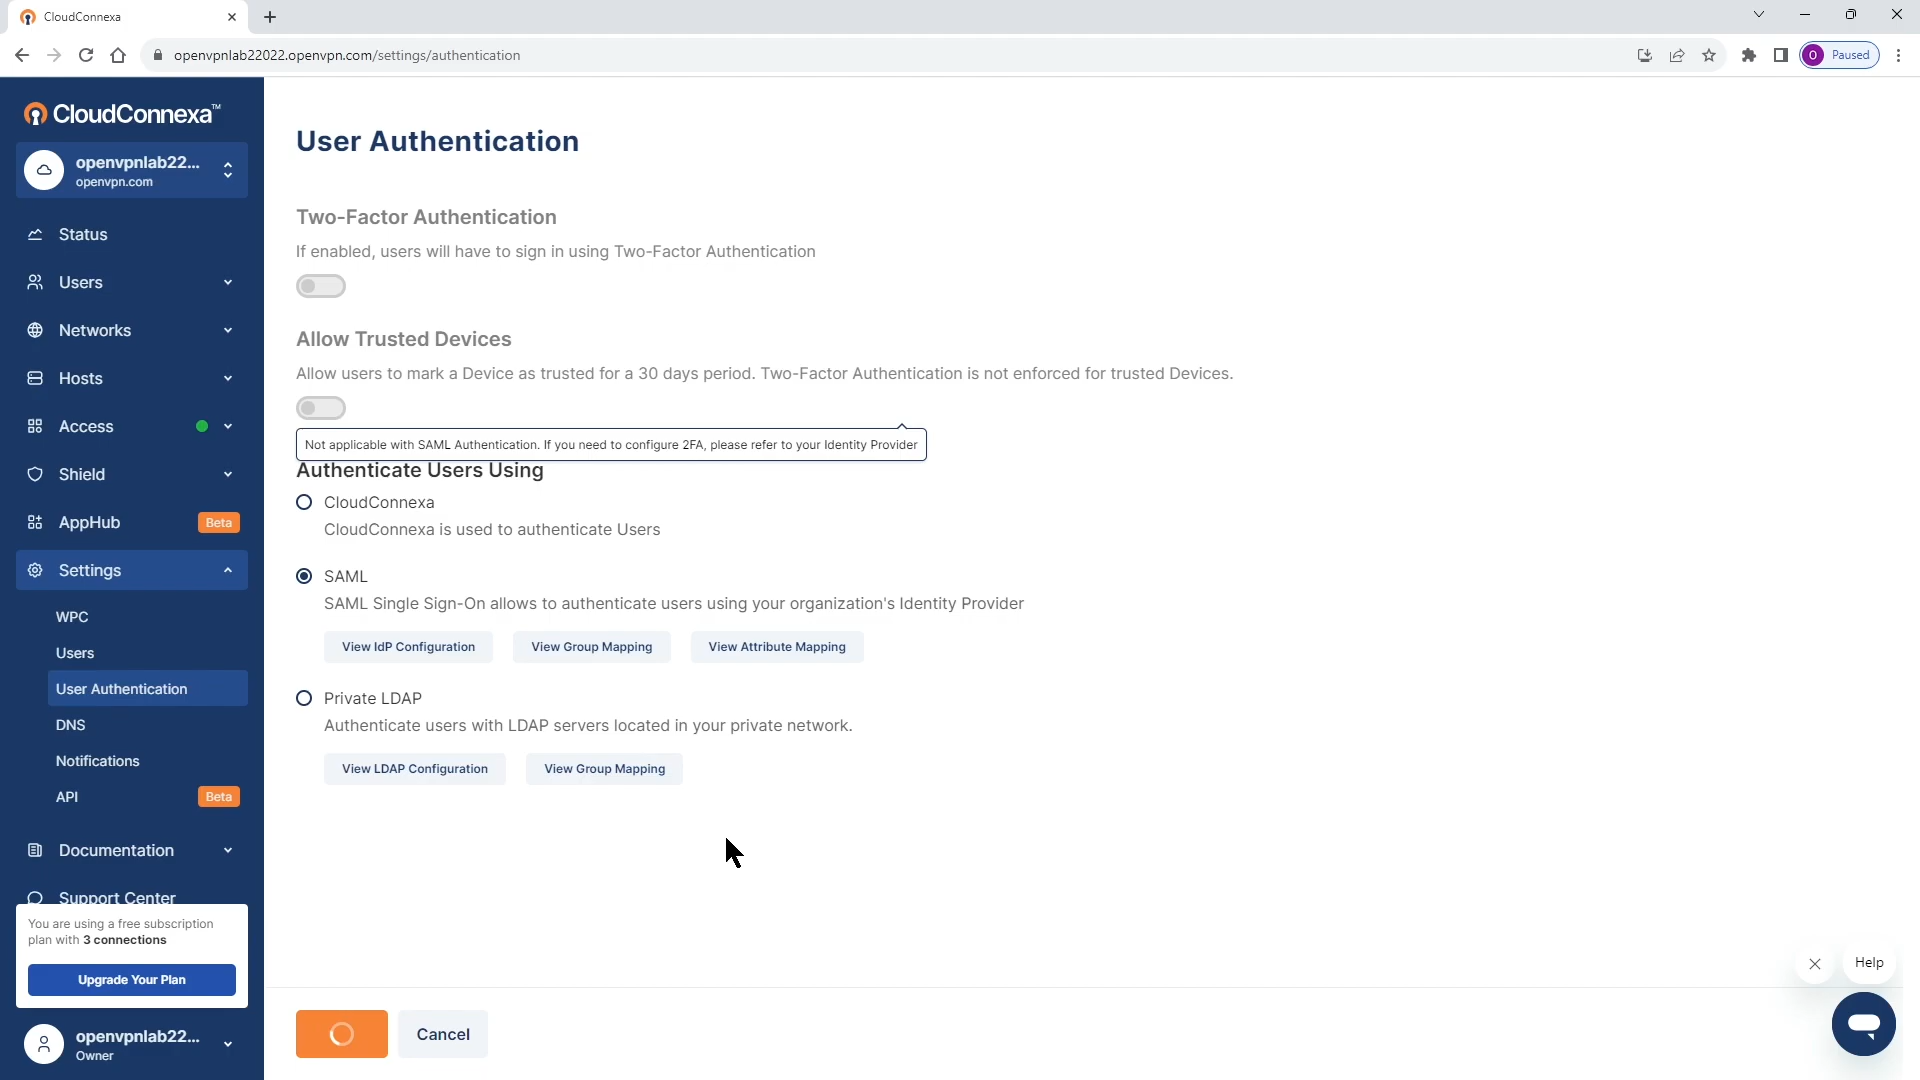 CloudConnexa
openvpnlab22022.openvpn.com/settings/authentication
O
Paused
CloudConnexa™
openvpnlab22...
openvpn.com
Status
Users
Networks
Hosts
Access
Shield
AppHub
Beta
Settings
WPC
Users
User Authentication
DNS
Notifications
API
Beta
Documentation
Support Center
You are using a free subscription
plan with 3 connections
Upgrade Your Plan
openvpnlab22...
Owner
User Authentication
Two-Factor Authentication
If enabled, users will have to sign in using Two-Factor Authentication
Allow Trusted Devices
Allow users to mark a Device as trusted for a 30 days period. Two-Factor Authentication is not enforced for trusted Devices.
Not applicable with SAML Authentication. If you need to configure 2FA, please refer to your Identity Provider
Authenticate Users Using
CloudConnexa
CloudConnexa is used to authenticate Users
SAML
SAML Single Sign-On allows to authenticate users using your organization's Identity Provider
View IdP Configuration
View Group Mapping
View Attribute Mapping
Private LDAP
Authenticate users with LDAP servers located in your private network.
View LDAP Configuration
View Group Mapping
Help
Cancel